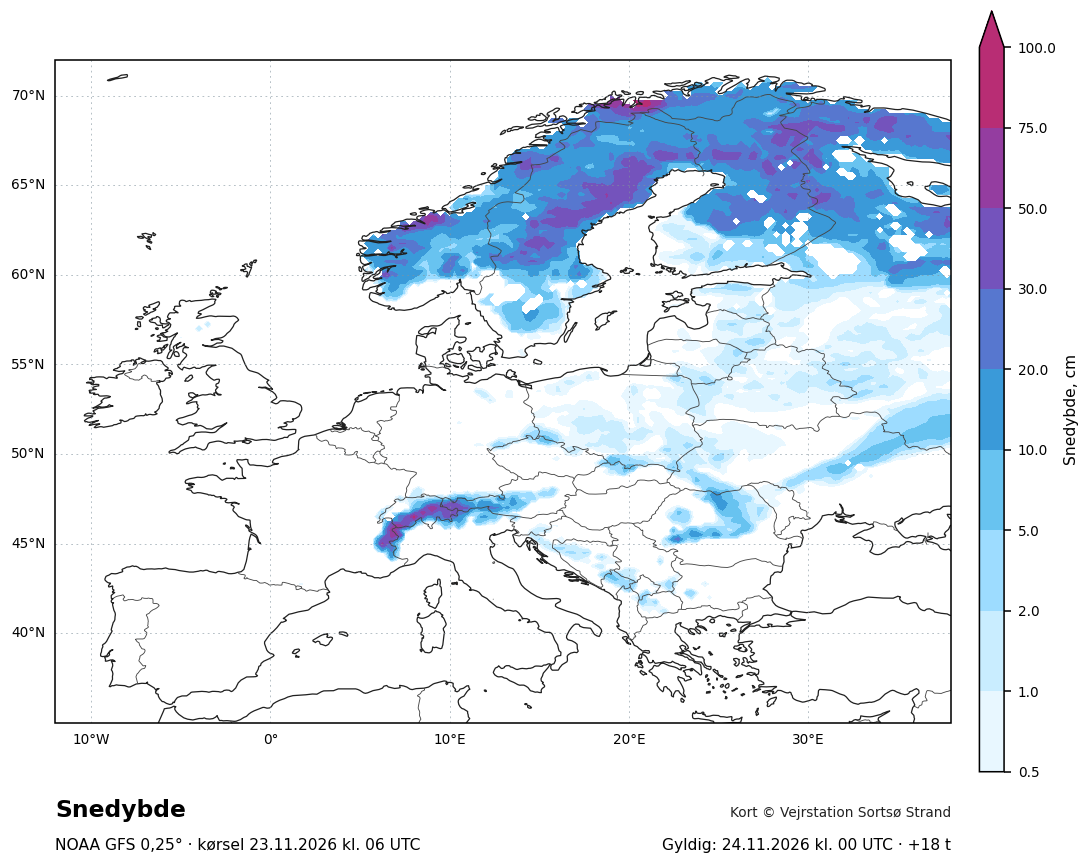 100.0
75.0
50.0
30.0
20.0
10.0
5.0
2.0
1.0
0.5
Snedybde, cm
70°N
65°N
60°N
55°N
50°N
45°N
40°N
10°W
0°
10°E
20°E
30°E
Snedybde
Kort © Vejrstation Sortsø Strand
NOAA GFS 0,25° · kørsel 23.11.2026 kl. 06 UTC
Gyldig: 24.11.2026 kl. 00 UTC · +18 t